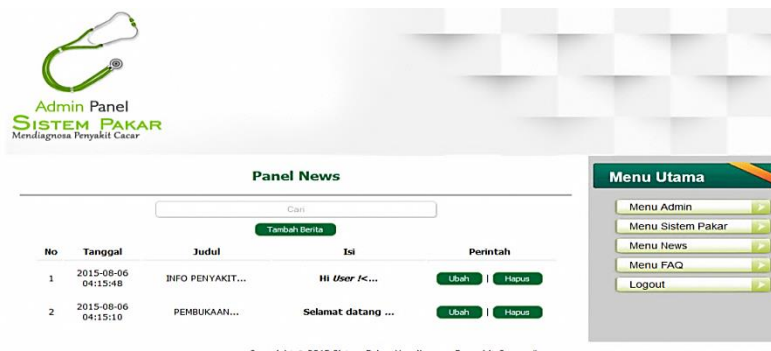 Admin Panel
SISTEM PAKAR
Mendiagnosa Penyakit Cacar
Panel News
Cari
Tambah Berita
No Tanggal Judul Isi Perintah
1 2015-08-06 04:15:48 INFO PENYAKIT... Hi User !<... Ubah | Hapus
2 2015-08-06 04:15:10 PEMBUKAAN... Selamat datang ... Ubah | Hapus
Menu Utama
Menu Admin
Menu Sistem Pakar
Menu News
Menu FAQ
Logout